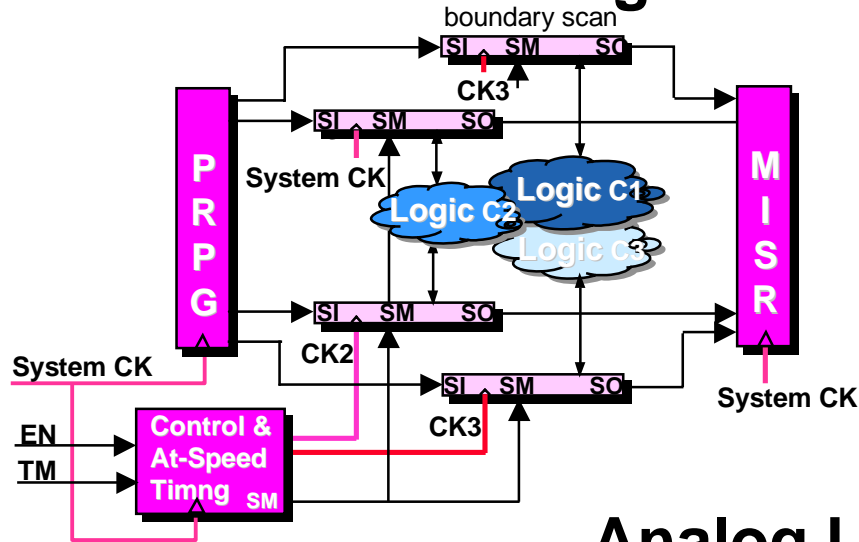 boundary scan
SI SM SO
CK3
SI SM SO
System CK
P
R
P
G
M
I
S
R
Logic C1
Logic C2
Logic C3
SI SM SO
CK2
System CK
SI SM SO
System CK
CK3
EN
TM
Control &
At-Speed
Timng SM
Analog I